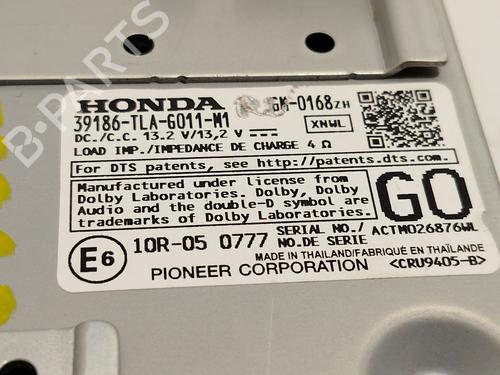 HONDA GM-0168ZH
39186-TLA-G011-M1
DC./C.C. 13.2 V/13,2 V XNWL
LOAD IMP./IMPÉDANCE DE CHARGE 4 Ω
For DTS patents, see http://patents.dts.com.
Manufactured under license from
Dolby Laboratories. Dolby, Dolby
Audio and the double-D symbol are
trademarks of Dolby Laboratories.
GO
E6 10R-05 0777
SERIAL NO./
NO.DE SERIE
ACTM026876WL
MADE IN THAILAND/FABRIQUÉ EN THAÏLANDE
PIONEER CORPORATION <CRU9405-B>
B-PARTS